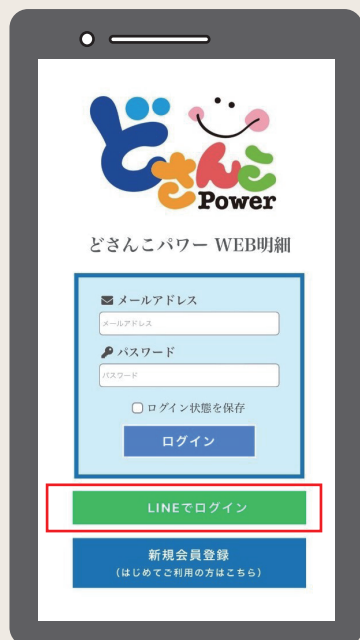 どさんこ
Power
どさんこパワー WEB明細
メールアドレス
メールアドレス
パスワード
パスワード
ログイン状態を保存
ログイン
LINEでログイン
新規会員登録
(はじめてご利用の方はこちら)